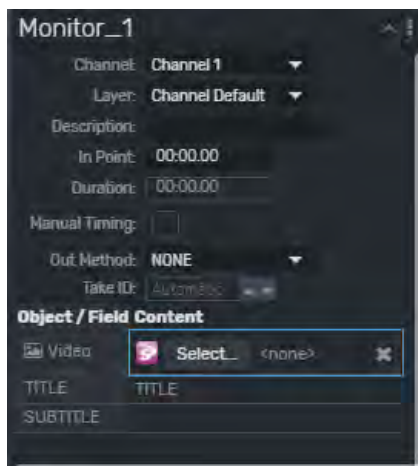 Monitor_1
Channel: Channel 1
Layer: Channel Default
Description:
In Point: 00:00.00
Duration: 00:00.00
Manual Timing:
Out Method: NONE
Take ID: Automatic
Object / Field Content
Video Select... <none>
TITLE TITLE
SUBTITLE